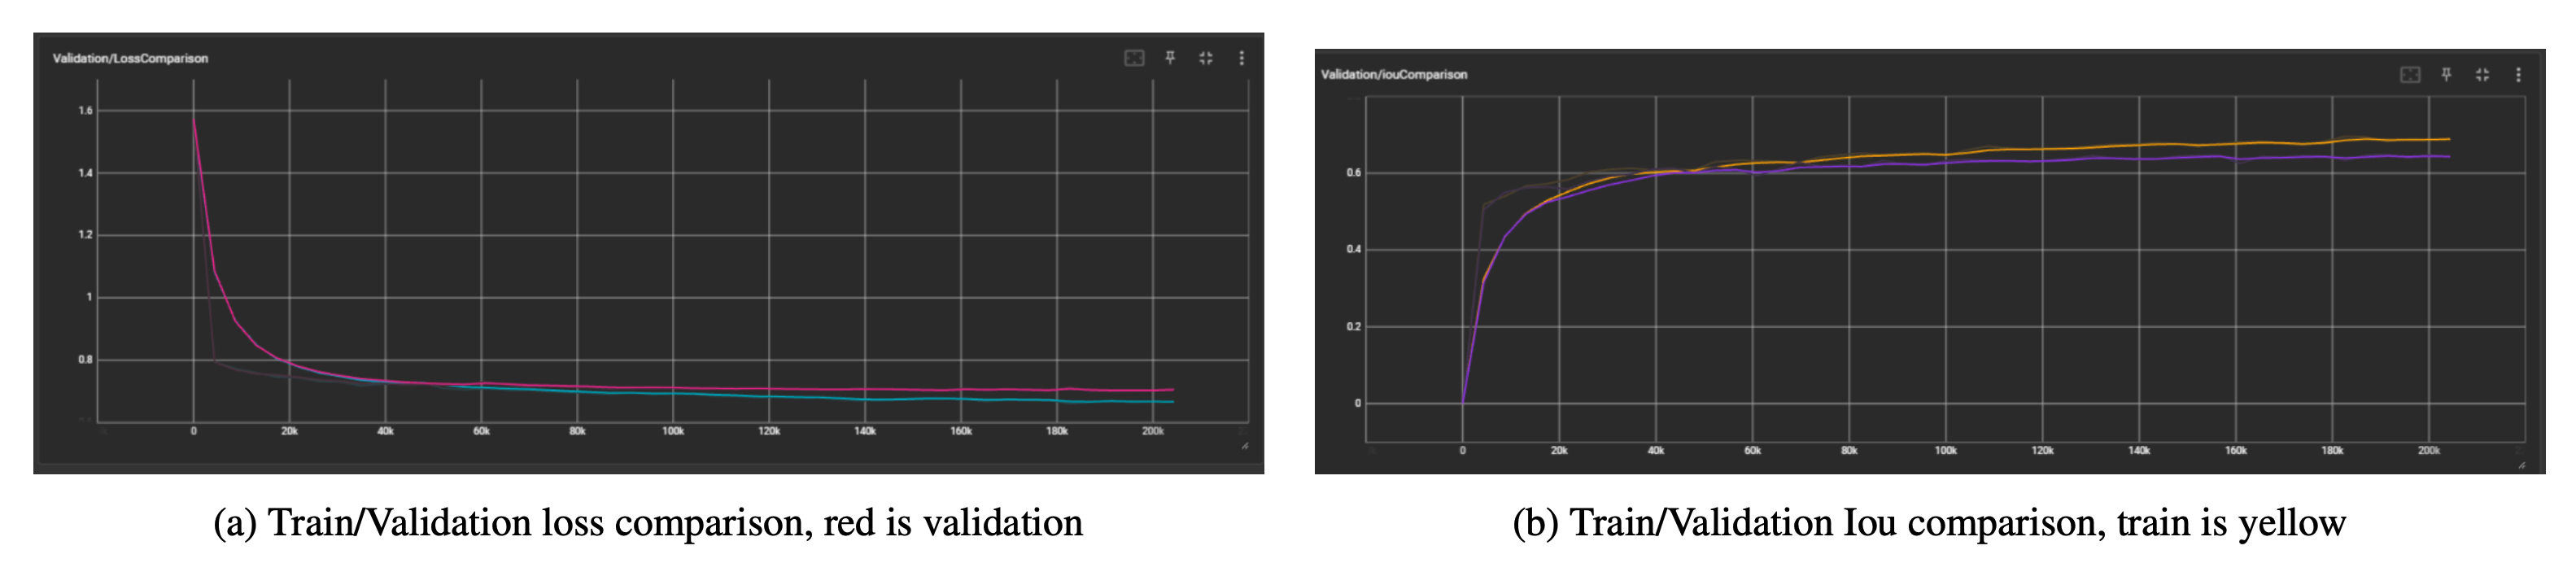 Validation/LossComparison
1.6
1.4
1.2
1
0.8
0 20k 40k 60k 80k 100k 120k 140k 160k 180k 200k
(a) Train/Validation loss comparison, red is validation
Validation/iouComparison
0.6
0.4
0.2
0
0 20k 40k 60k 80k 100k 120k 140k 160k 180k 200k
(b) Train/Validation Iou comparison, train is yellow